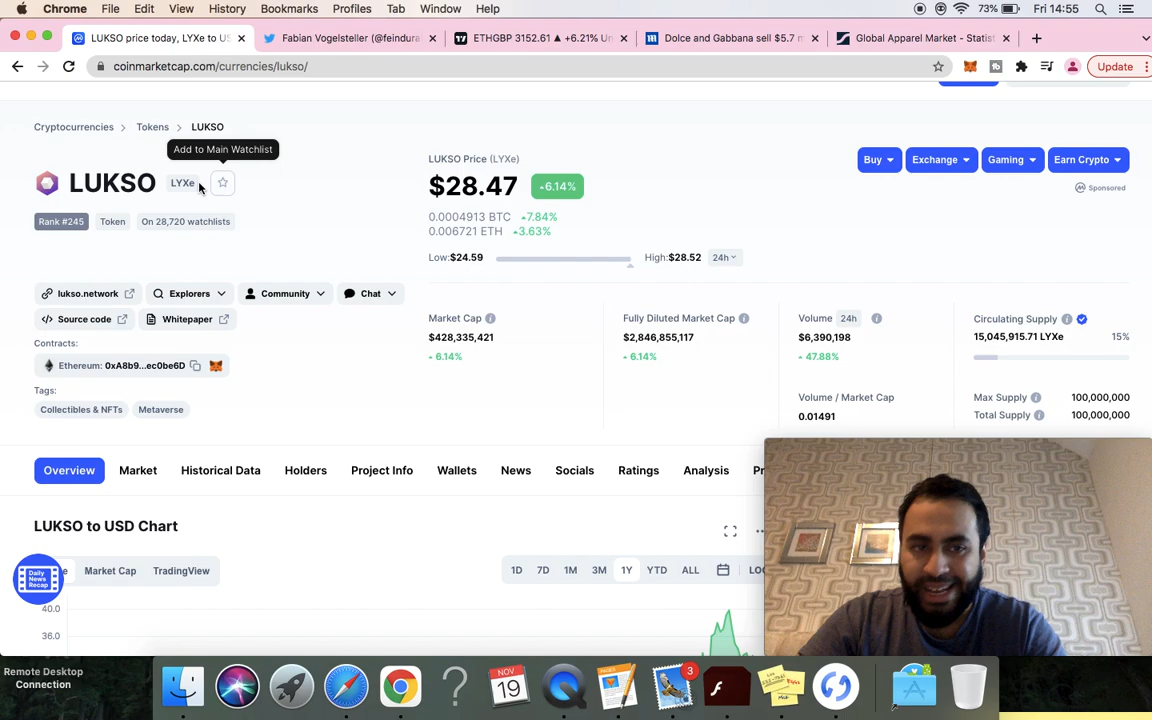 Chrome File Edit View History Bookmarks Profiles Tab Window Help 73% Fri 14:55
LUKSO price today, LYXe to US Fabian Vogelsteller (@feindura ETHGBP 3152.61 ▲ +6.21% Un Dolce and Gabbana sell $5.7 m Global Apparel Market - Statist
coinmarketcap.com/currencies/lukso/ Update
Cryptocurrencies Tokens LUKSO
Add to Main Watchlist
LUKSO LYXe
Rank #245 Token On 28,720 watchlists
LUKSO Price (LYXe)
$28.47 6.14%
0.0004913 BTC 7.84%
0.006721 ETH 3.63%
Low:$24.59 High:$28.52 24h
Buy Exchange Gaming Earn Crypto
Sponsored
lukso.network Explorers Community Chat
Source code Whitepaper
Contracts:
Ethereum: 0xA8b9...ec0be6D
Tags:
Collectibles & NFTs Metaverse
Market Cap
$428,335,421
6.14%
Fully Diluted Market Cap
$2,846,855,117
6.14%
Volume 24h
$6,390,198
47.88%
Volume / Market Cap
0.01491
Circulating Supply
15,045,915.71 LYXe 15%
Max Supply 100,000,000
Total Supply 100,000,000
Overview Market Historical Data Holders Project Info Wallets News Socials Ratings Analysis
LUKSO to USD Chart
Market Cap TradingView
1D 7D 1M 3M 1Y YTD ALL
Daily
News
Recap
40.0
36.0
Remote Desktop
Connection
NOV
19
3